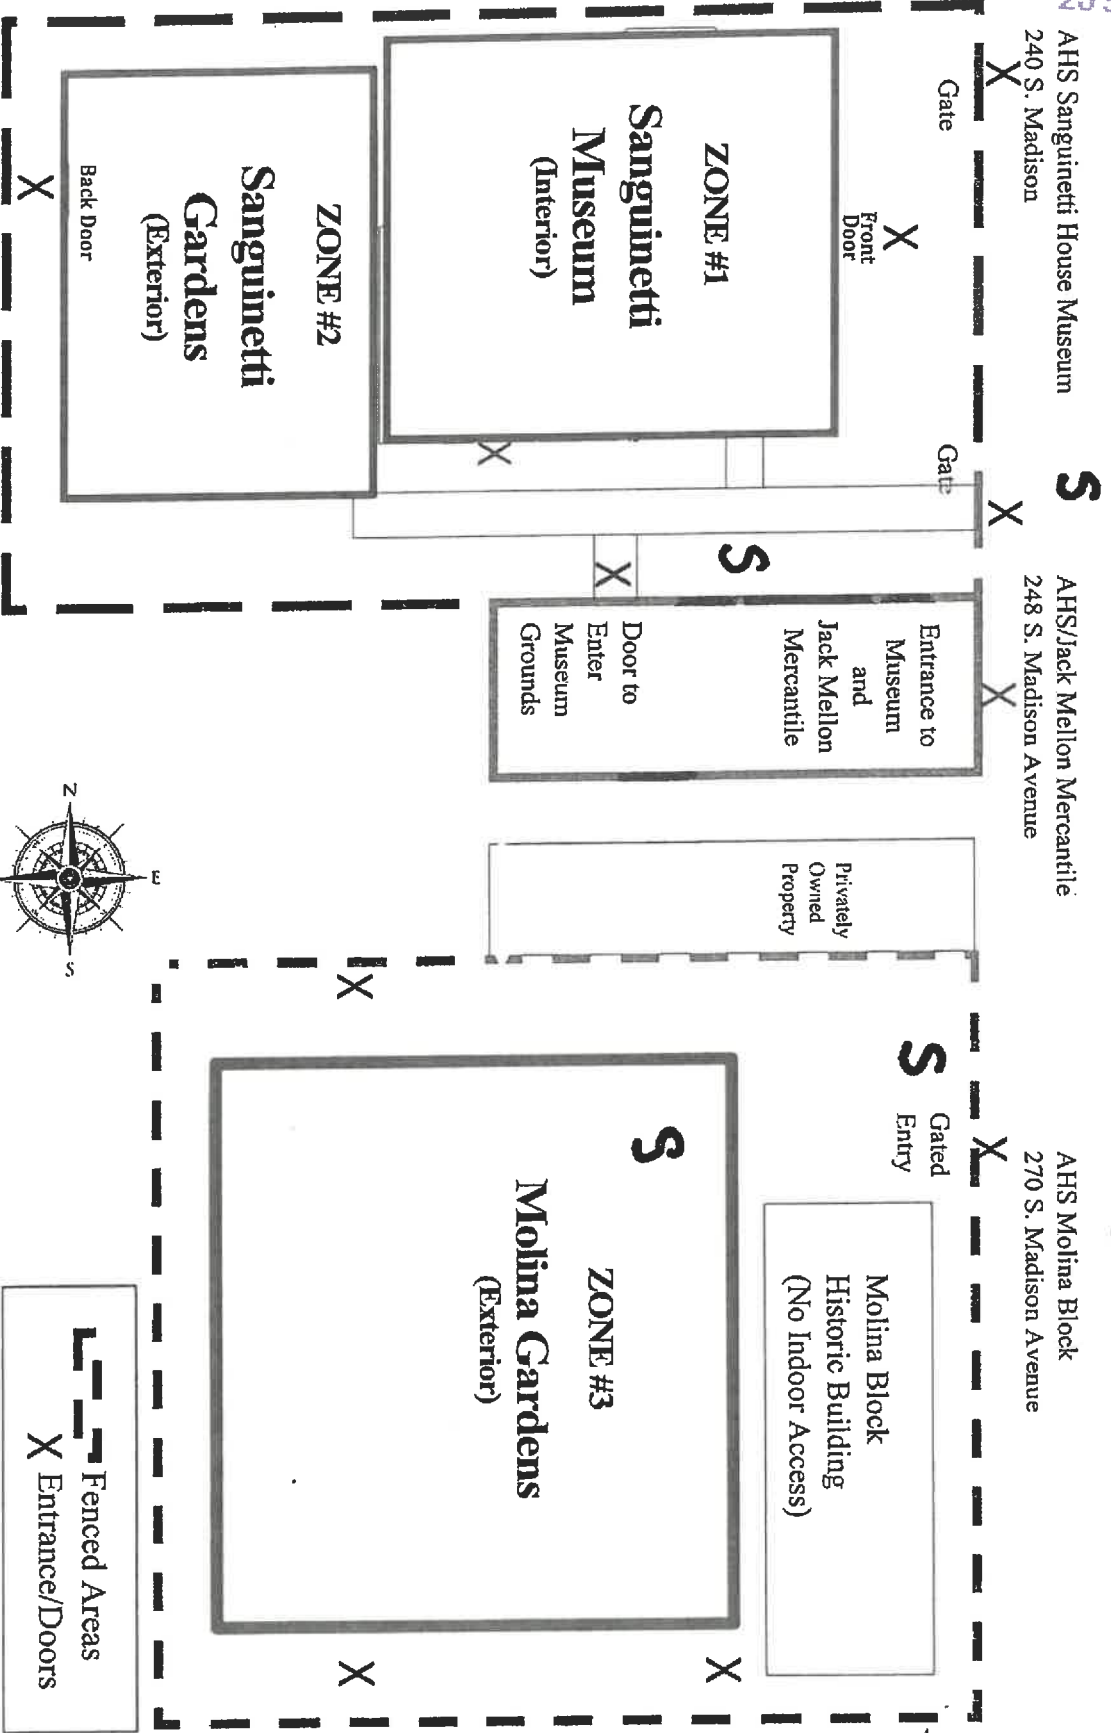 AHS Sanguinetti House Museum
240 S. Madison
S
AHS/Jack Mellon Mercantile
248 S. Madison Avenue
AHS Molina Block
270 S. Madison Avenue
X
Gate
X
Front
Door
ZONE #1
Sanguinetti
Museum
(Interior)
X
Gate
X
ZONE #2
Sanguinetti
Gardens
(Exterior)
Back Door
X
S
X
X
Entrance to
Museum
and
Jack Mellon
Mercantile
Door to
Enter
Museum
Grounds
Privately
Owned
Property
N
E
S
X
S
Gated
Entry
X
Molina Block
Historic Building
(No Indoor Access)
S
ZONE #3
Molina Gardens
(Exterior)
X
X
Fenced Areas
X Entrance/Doors